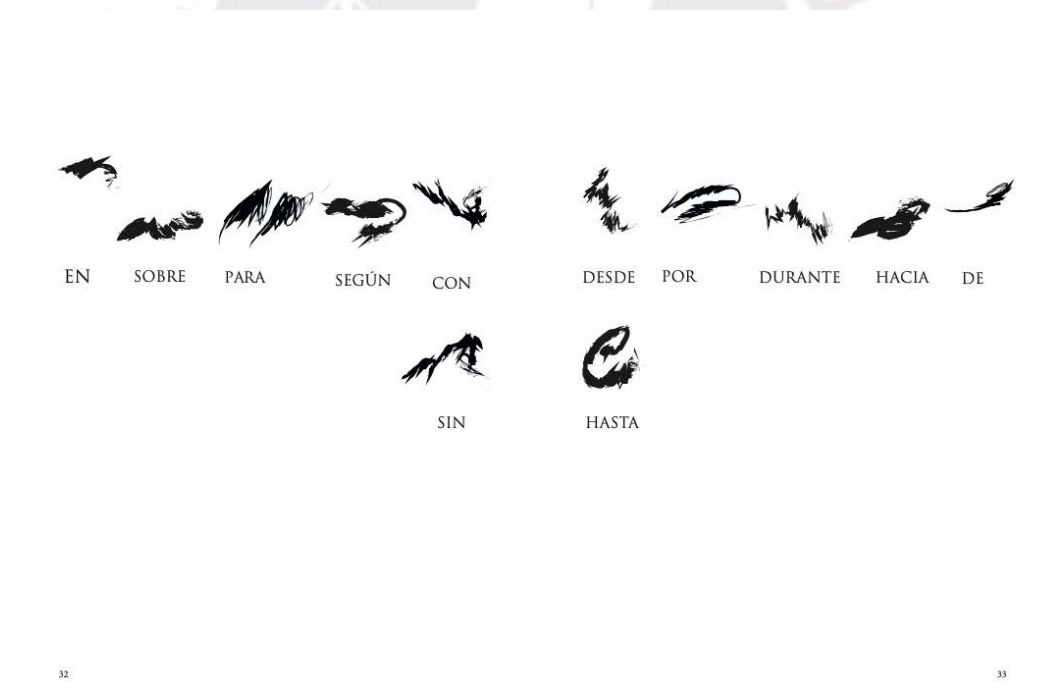 EN SOBRE PARA SEGÚN CON
SIN
DESDE POR DURANTE HACIA DE
HASTA
32
33